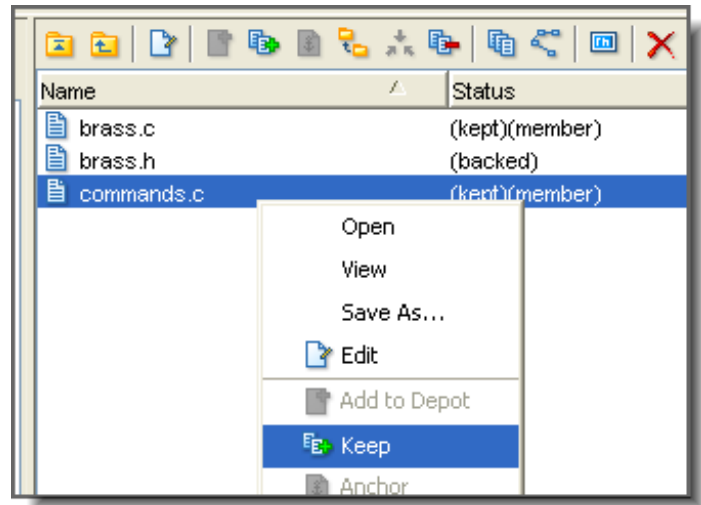 Name Status
brass.c (kept)(member)
brass.h (backed)
commands.c (kept)(member)
Open
View
Save As...
Edit
Add to Depot
Keep
Anchor